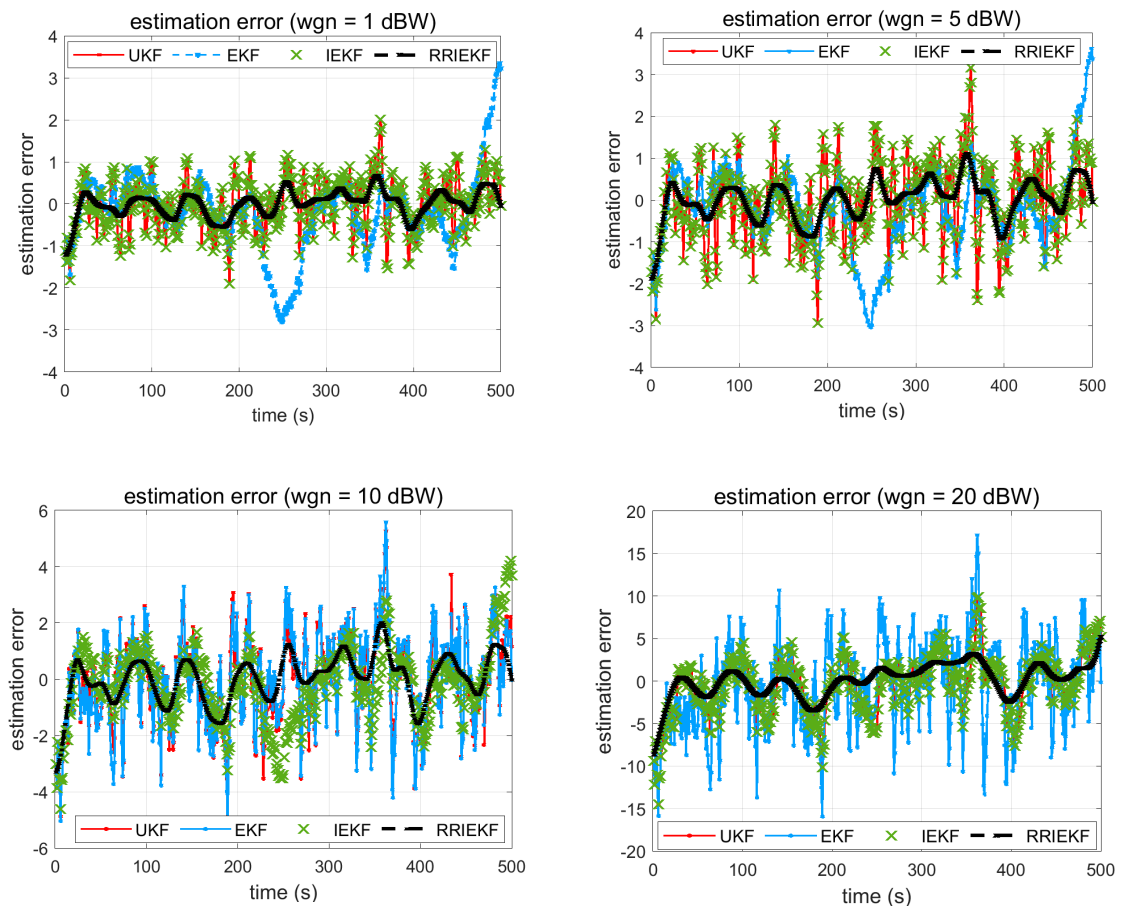 estimation error (wgn = 1 dBW)
UKF EKF IEKF RRIEKF
estimation error
4
3
2
1
0
-1
-2
-3
-4
0 100 200 300 400 500
time (s)
estimation error (wgn = 5 dBW)
UKF EKF IEKF RRIEKF
estimation error
4
3
2
1
0
-1
-2
-3
-4
0 100 200 300 400 500
time (s)
estimation error (wgn = 10 dBW)
estimation error
6
4
2
0
-2
-4
-6
UKF EKF IEKF RRIEKF
0 100 200 300 400 500
time (s)
estimation error (wgn = 20 dBW)
estimation error
20
15
10
5
0
-5
-10
-15
-20
UKF EKF IEKF RRIEKF
0 100 200 300 400 500
time (s)